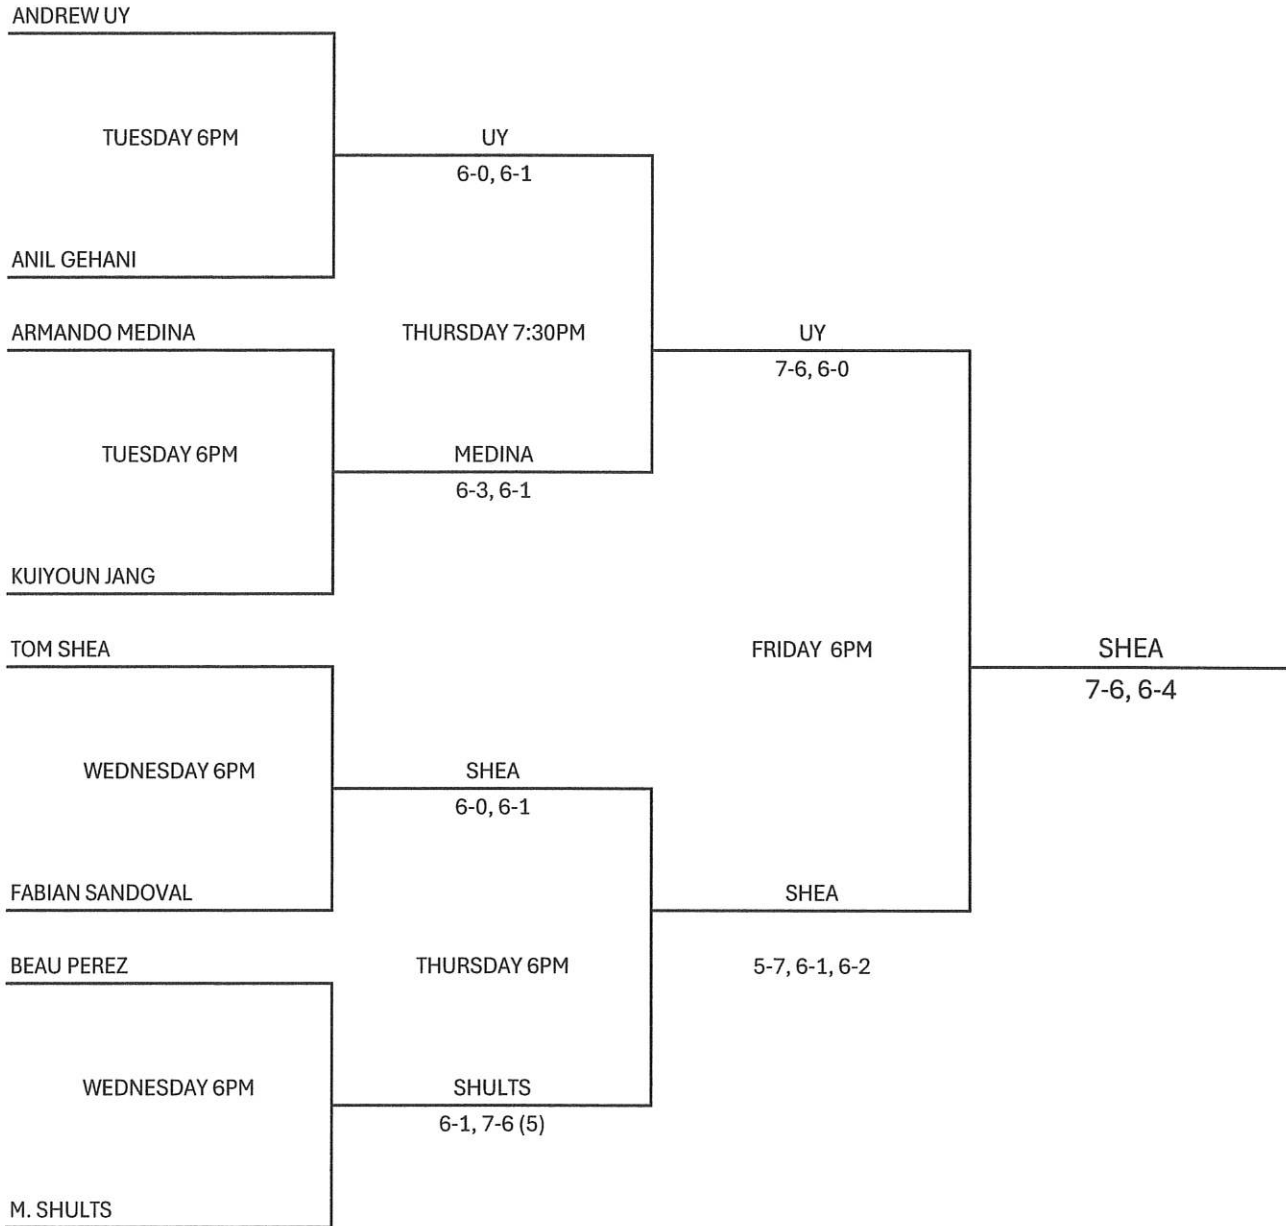 ANDREW UY
TUESDAY 6PM
UY
6-0, 6-1
ANIL GEHANI
ARMANDO MEDINA
THURSDAY 7:30PM
UY
7-6, 6-0
TUESDAY 6PM
MEDINA
6-3, 6-1
KUIYOUN JANG
TOM SHEA
FRIDAY 6PM
SHEA
7-6, 6-4
WEDNESDAY 6PM
SHEA
6-0, 6-1
FABIAN SANDOVAL
SHEA
BEAU PEREZ
THURSDAY 6PM
5-7, 6-1, 6-2
WEDNESDAY 6PM
SHULTS
6-1, 7-6 (5)
M. SHULTS